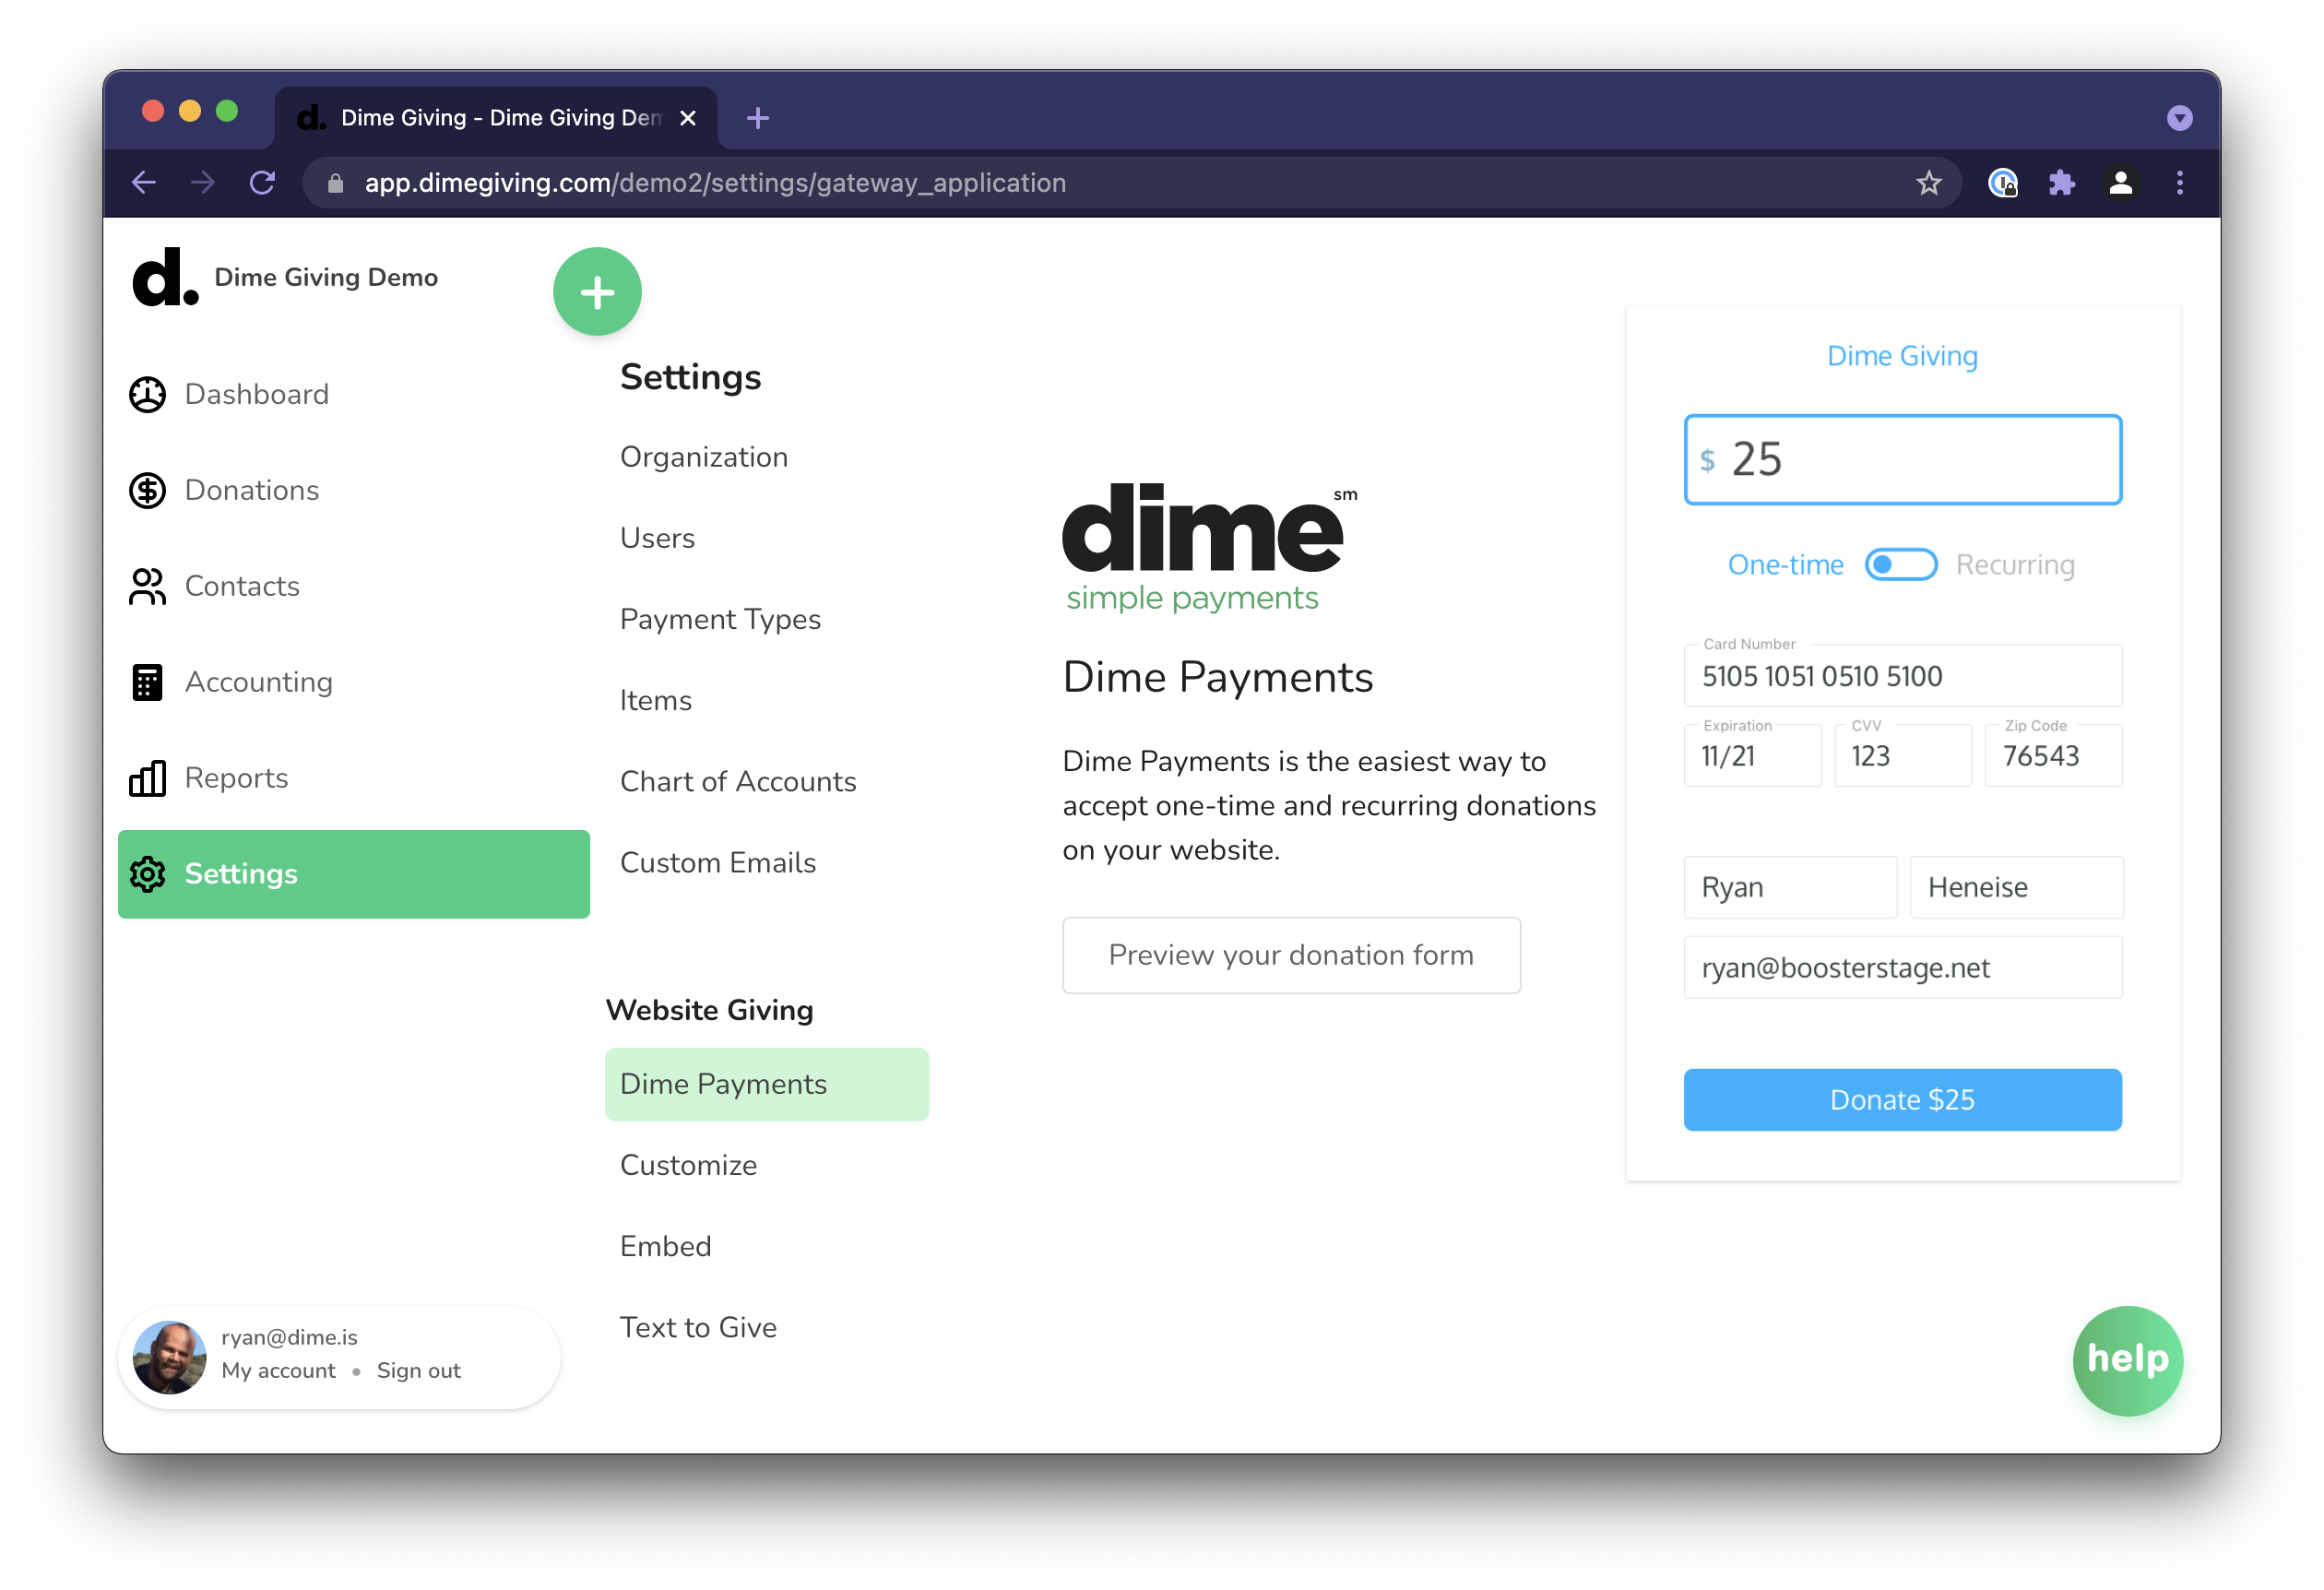 d. Dime Giving - Dime Giving Dem
app.dimegiving.com/demo2/settings/gateway_application
d. Dime Giving Demo
Dashboard
Donations
Contacts
Accounting
Reports
Settings
ryan@dime.is
My account • Sign out
Settings
Organization
Users
Payment Types
Items
Chart of Accounts
Custom Emails
Website Giving
Dime Payments
Customize
Embed
Text to Give
dime sm
simple payments
Dime Payments
Dime Payments is the easiest way to
accept one-time and recurring donations
on your website.
Preview your donation form
Dime Giving
$ 25
One-time Recurring
Card Number
5105 1051 0510 5100
Expiration CVV Zip Code
11/21 123 76543
Ryan Heneise
ryan@boosterstage.net
Donate $25
help